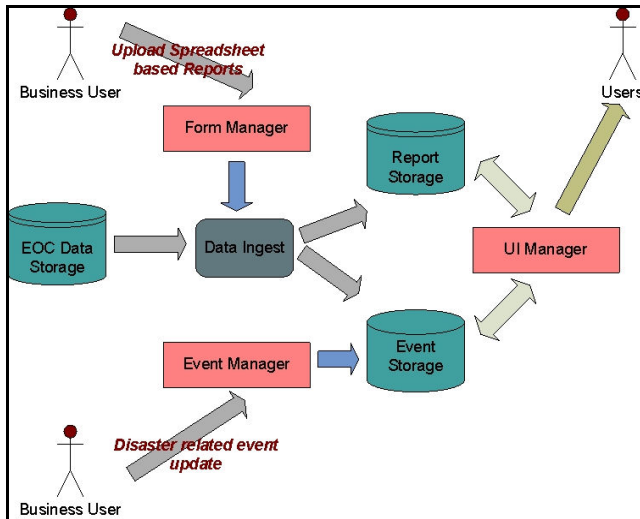 Upload Spreadsheet
based Reports
Business User
Users
Form Manager
Report
Storage
EOC Data
Storage
Data Ingest
UI Manager
Event Manager
Event
Storage
Disaster related event
update
Business User